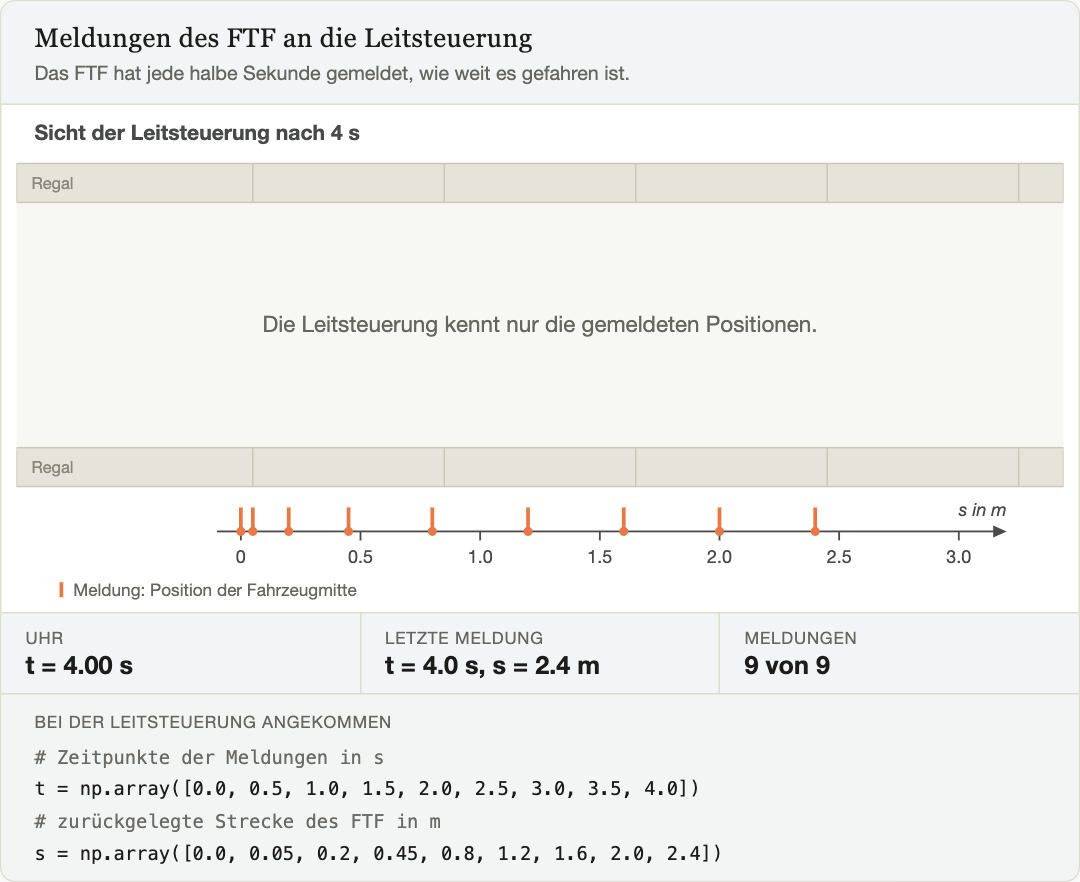 Meldungen des FTF an die Leitsteuerung
Das FTF hat jede halbe Sekunde gemeldet, wie weit es gefahren ist.
Sicht der Leitsteuerung nach 4 s
Regal
Die Leitsteuerung kennt nur die gemeldeten Positionen.
Regal
s in m
0 0.5 1.0 1.5 2.0 2.5 3.0
Meldung: Position der Fahrzeugmitte
UHR LETZTE MELDUNG MELDUNGEN
t = 4.00 s t = 4.0 s, s = 2.4 m 9 von 9
BEI DER LEITSTEUERUNG ANGEKOMMEN
# Zeitpunkte der Meldungen in s
t = np.array([0.0, 0.5, 1.0, 1.5, 2.0, 2.5, 3.0, 3.5, 4.0])
# zurückgelegte Strecke des FTF in m
s = np.array([0.0, 0.05, 0.2, 0.45, 0.8, 1.2, 1.6, 2.0, 2.4])